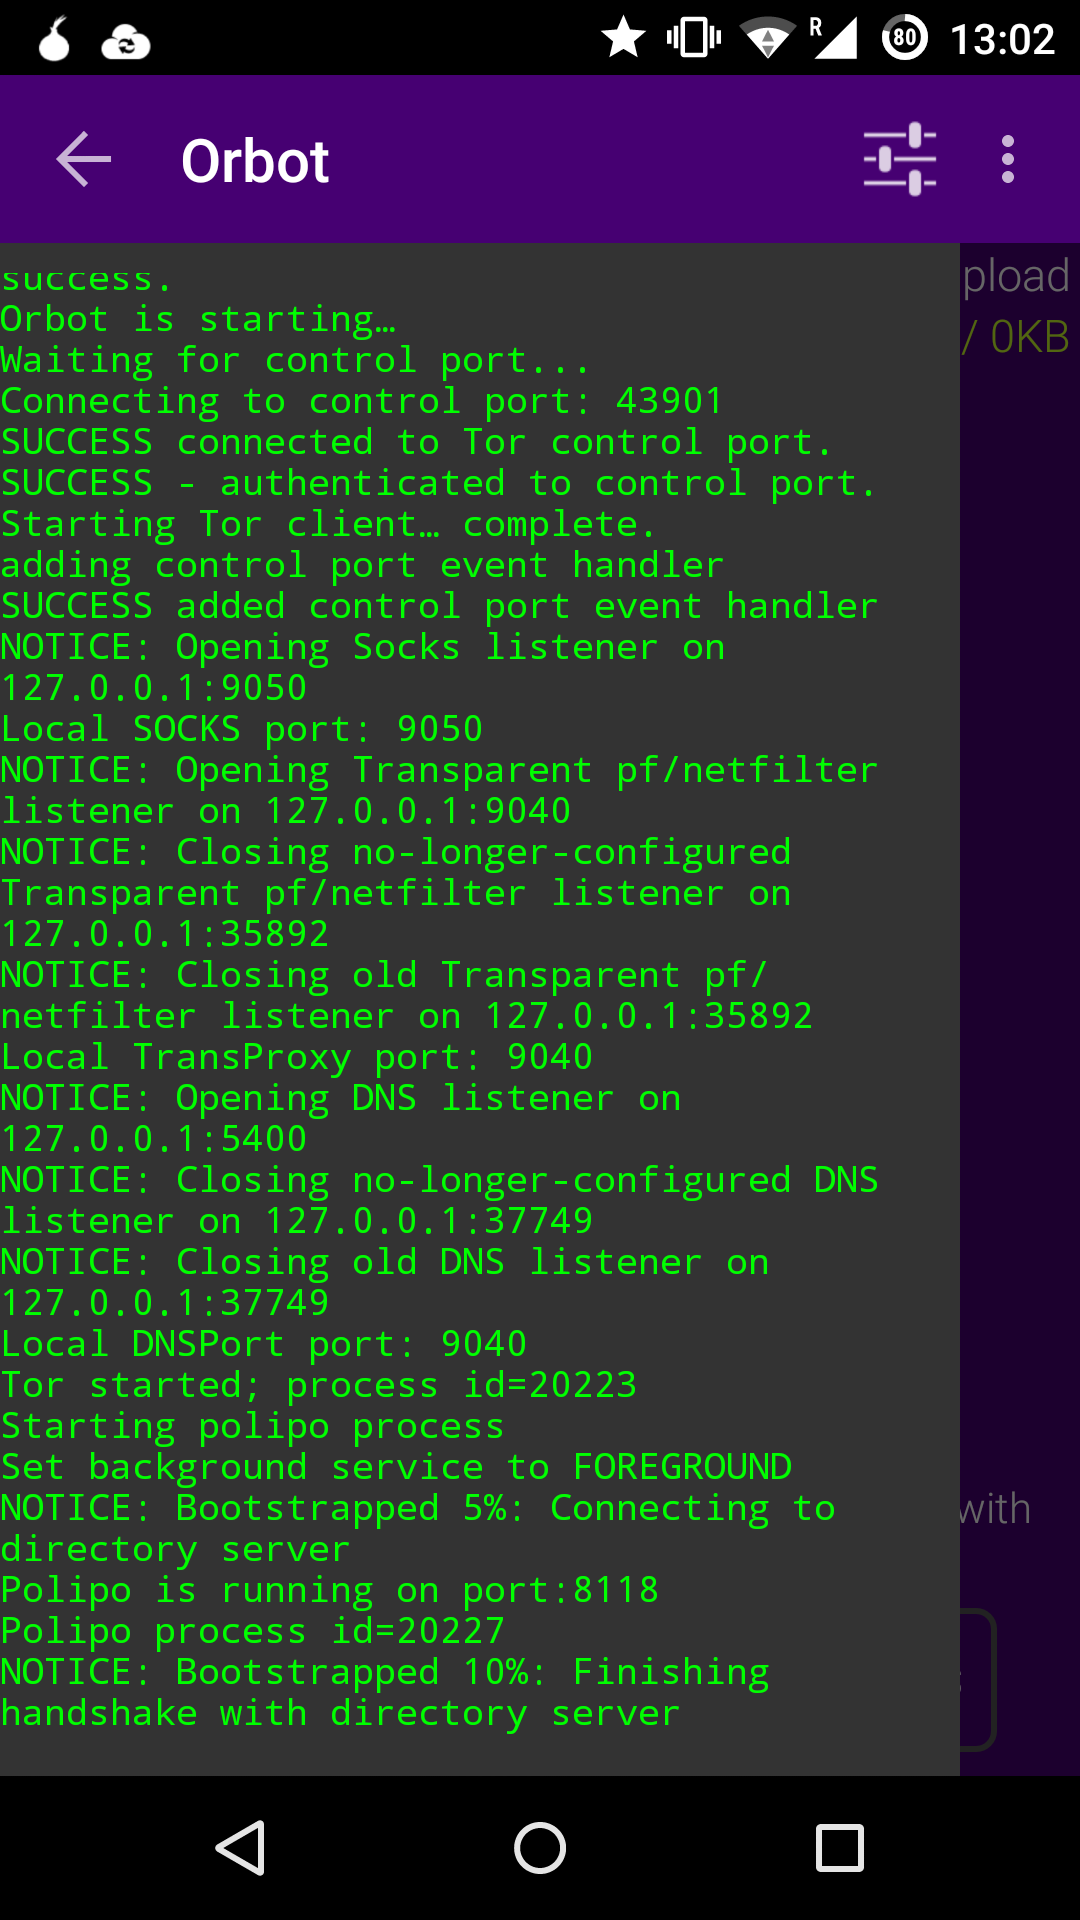 R
80
13:02
Orbot
pload
/ 0KB
success.
Orbot is starting…
Waiting for control port...
Connecting to control port: 43901
SUCCESS connected to Tor control port.
SUCCESS - authenticated to control port.
Starting Tor client… complete.
adding control port event handler
SUCCESS added control port event handler
NOTICE: Opening Socks listener on
127.0.0.1:9050
Local SOCKS port: 9050
NOTICE: Opening Transparent pf/netfilter
listener on 127.0.0.1:9040
NOTICE: Closing no-longer-configured
Transparent pf/netfilter listener on
127.0.0.1:35892
NOTICE: Closing old Transparent pf/
netfilter listener on 127.0.0.1:35892
Local TransProxy port: 9040
NOTICE: Opening DNS listener on
127.0.0.1:5400
NOTICE: Closing no-longer-configured DNS
listener on 127.0.0.1:37749
NOTICE: Closing old DNS listener on
127.0.0.1:37749
Local DNSPort port: 9040
Tor started; process id=20223
Starting polipo process
Set background service to FOREGROUND
NOTICE: Bootstrapped 5%: Connecting to
directory server
Polipo is running on port:8118
Polipo process id=20227
NOTICE: Bootstrapped 10%: Finishing
handshake with directory server
with